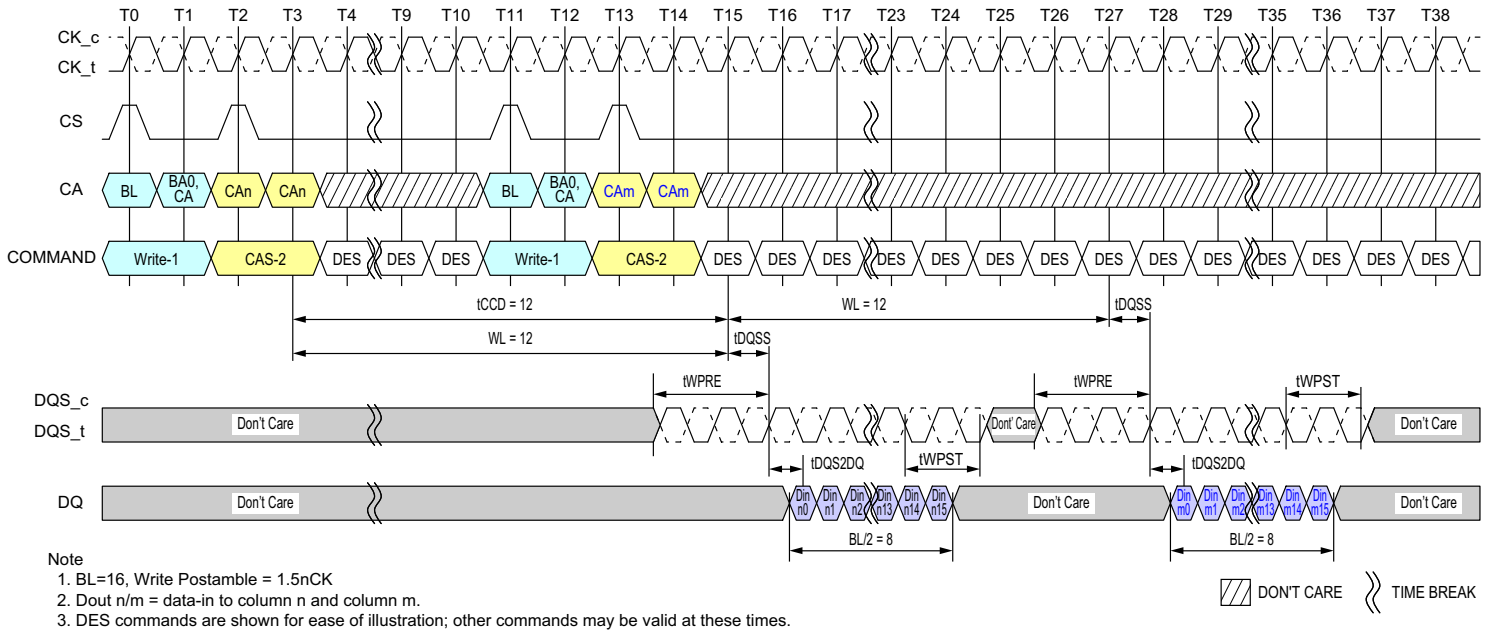 T0 T1 T2 T3 T4 T9 T10 T11 T12 T13 T14 T15 T16 T17 T23 T24 T25 T26 T27 T28 T29 T35 T36 T37 T38
CK_c
CK_t
CS
CA BL BA0, CA CAn CAn BL BA0, CA CAm CAm
COMMAND Write-1 CAS-2 DES DES DES Write-1 CAS-2 DES DES DES DES DES DES DES DES DES DES DES DES DES DES
tCCD = 12 WL = 12 tDQSS
WL = 12 tDQSS
tWPRE tWPRE tWPST
DQS_c
DQS_t Don't Care Dont' Care Don't Care
tDQS2DQ tWPST tDQS2DQ
DQ Don't Care Din n0 Din n1 Din n2 Din n13 Din n14 Din n15 Don't Care Din m0 Din m1 Din m2 Din m13 Din m14 Din m15 Don't Care
BL/2 = 8 BL/2 = 8
Note
1. BL=16, Write Postamble = 1.5nCK
2. Dout n/m = data-in to column n and column m.
3. DES commands are shown for ease of illustration; other commands may be valid at these times.
DON'T CARE TIME BREAK